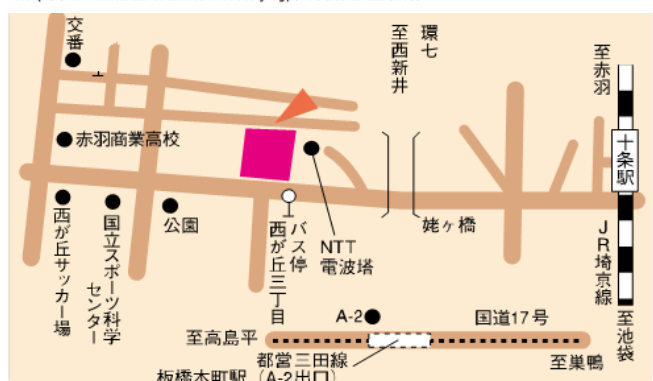 交番
至西新井
環七
至赤羽
赤羽商業高校
十条駅
西が丘サッカー場
国立スポーツ科学
センター
公園
バス停
西が丘三丁目
NTT
電波塔
姥ヶ橋
JR埼京線
至池袋
A-2
国道17号
至高島平
都営三田線
板橋本町駅（A-2出口）
至巣鴨